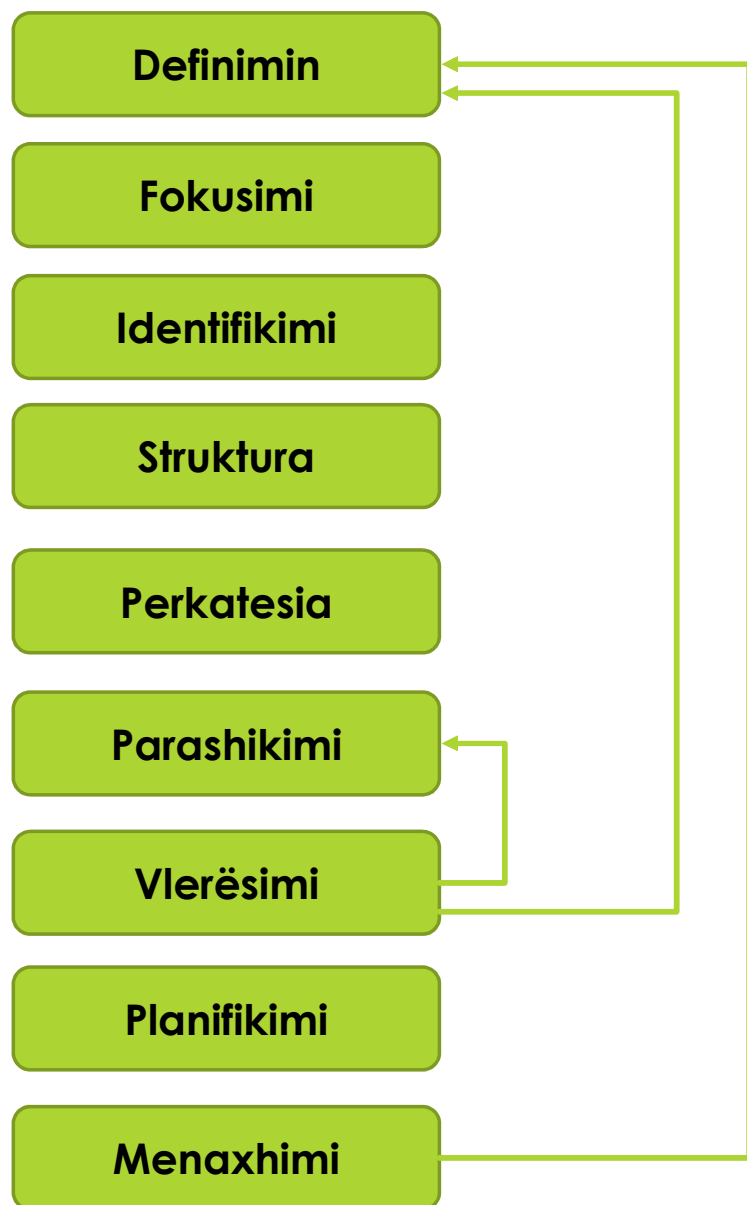 Definimin
Fokusimi
Identifikimi
Struktura
Perkatesia
Parashikimi
Vlerësimi
Planifikimi
Menaxhimi